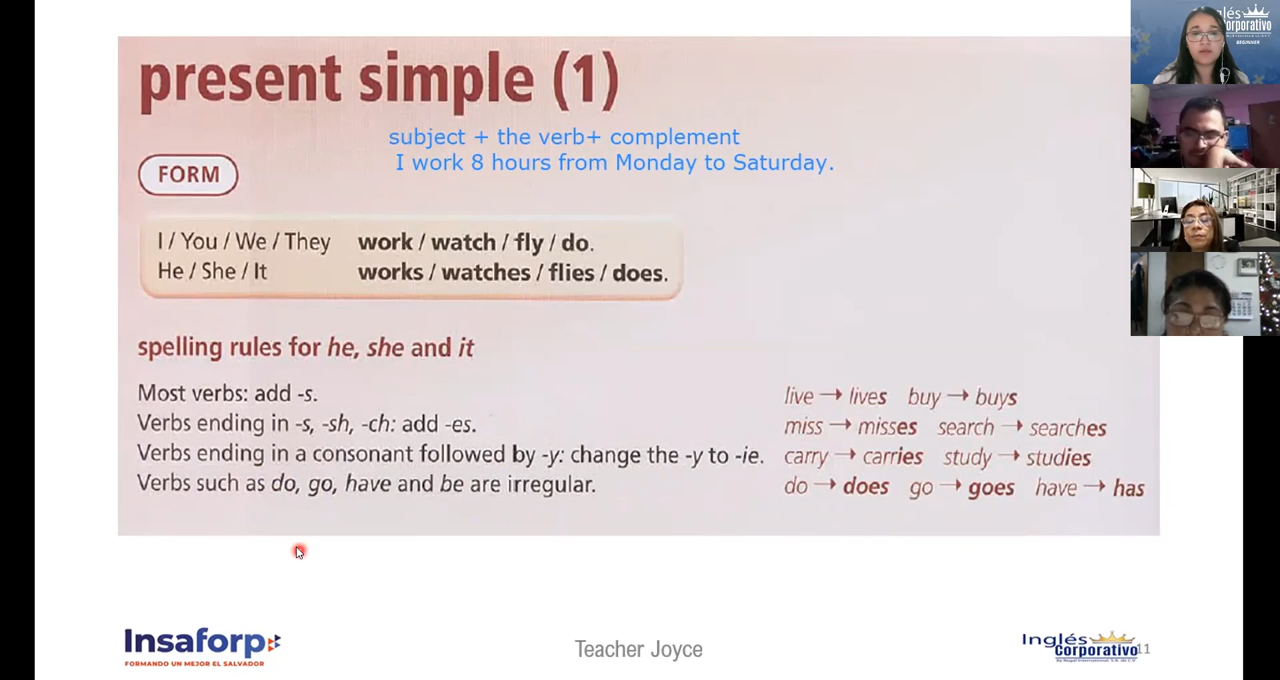 present simple (1)
subject + the verb+ complement
I work 8 hours from Monday to Saturday.
FORM
I / You / We / They work / watch / fly / do.
He / She / It works / watches / flies / does.
spelling rules for he, she and it
Most verbs: add -s. live → lives buy → buys
Verbs ending in -s, -sh, -ch: add -es. miss → misses search → searches
Verbs ending in a consonant followed by -y: change the -y to -ie. carry → carries study → studies
Verbs such as do, go, have and be are irregular. do → does go → goes have → has
Insaforp
FORMANDO UN MEJOR EL SALVADOR
Teacher Joyce
Inglés
Corporativo
11
BEGINNER